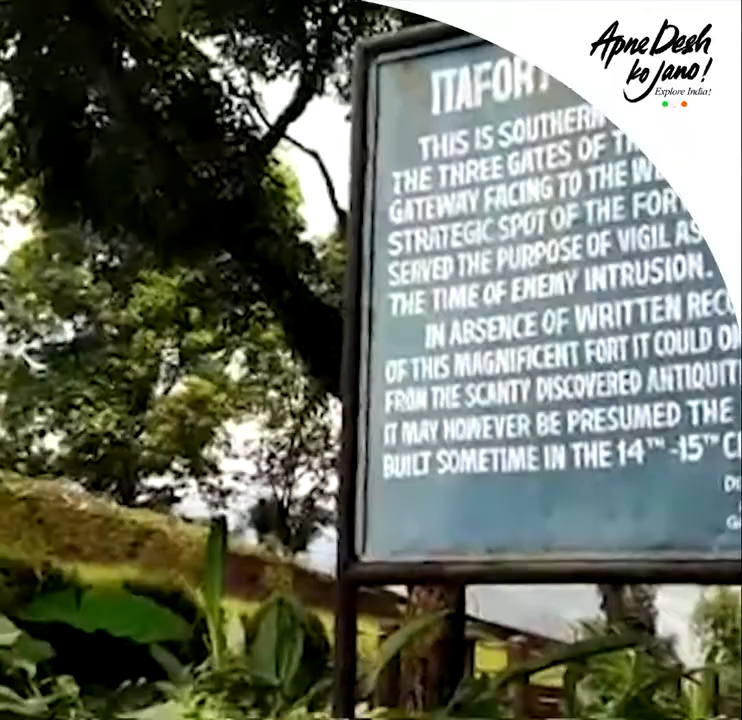 Apne Desh
ko Jano!
Explore India!
ITAFORT
THIS IS SOUTHERN
THE THREE GATES OF
GATEWAY FACING TO THE
STRATEGIC SPOT OF THE FORT
SERVED THE PURPOSE OF VIGIL AS
THE TIME OF ENEMY INTRUSION.
IN ABSENCE OF WRITTEN
OF THIS MAGNIFICENT FORT IT COULD
FROM THE SCANTY DISCOVERED
IT MAY HOWEVER BE PRESUMED THE
BUILT SOMETIME IN THE 14TH -15TH